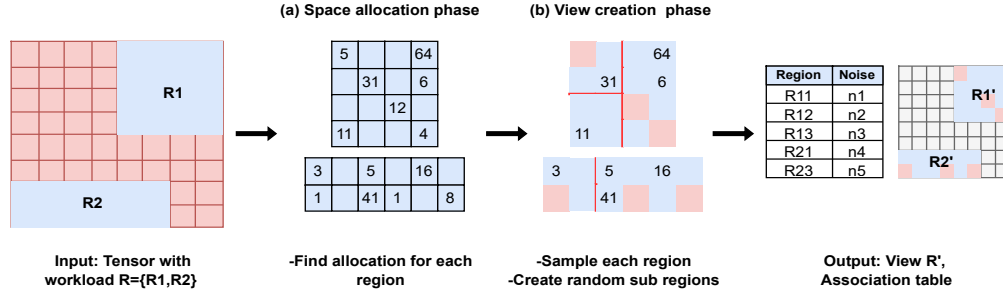 (a) Space allocation phase
(b) View creation phase
R1
R2
5 64
31 6
12
11 4
3 5 16
1 41 1 8
64
31 6
11
3 5 16
41
Region Noise
R11 n1
R12 n2
R13 n3
R21 n4
R23 n5
R1'
R2'
Input: Tensor with
workload R={R1,R2}
-Find allocation for each
region
-Sample each region
-Create random sub regions
Output: View R',
Association table